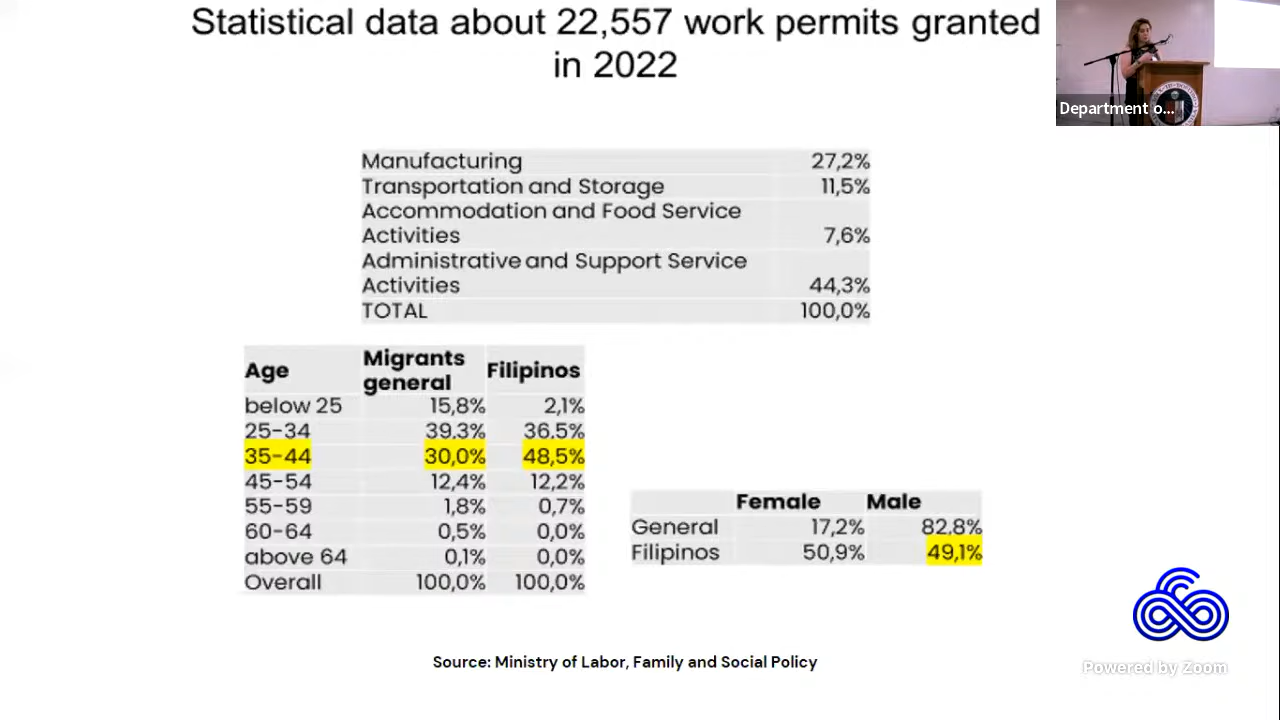 Statistical data about 22,557 work permits granted
in 2022
Department o...
Manufacturing 27,2%
Transportation and Storage 11,5%
Accommodation and Food Service
Activities 7,6%
Administrative and Support Service
Activities 44,3%
TOTAL 100,0%
Age Migrants general Filipinos
below 25 15,8% 2,1%
25-34 39.3% 36.5%
35-44 30,0% 48,5%
45-54 12,4% 12,2%
55-59 1,8% 0,7%
60-64 0,5% 0,0%
above 64 0,1% 0,0%
Overall 100,0% 100,0%
Female Male
General 17,2% 82,8%
Filipinos 50,9% 49,1%
Source: Ministry of Labor, Family and Social Policy
Powered by Zoom